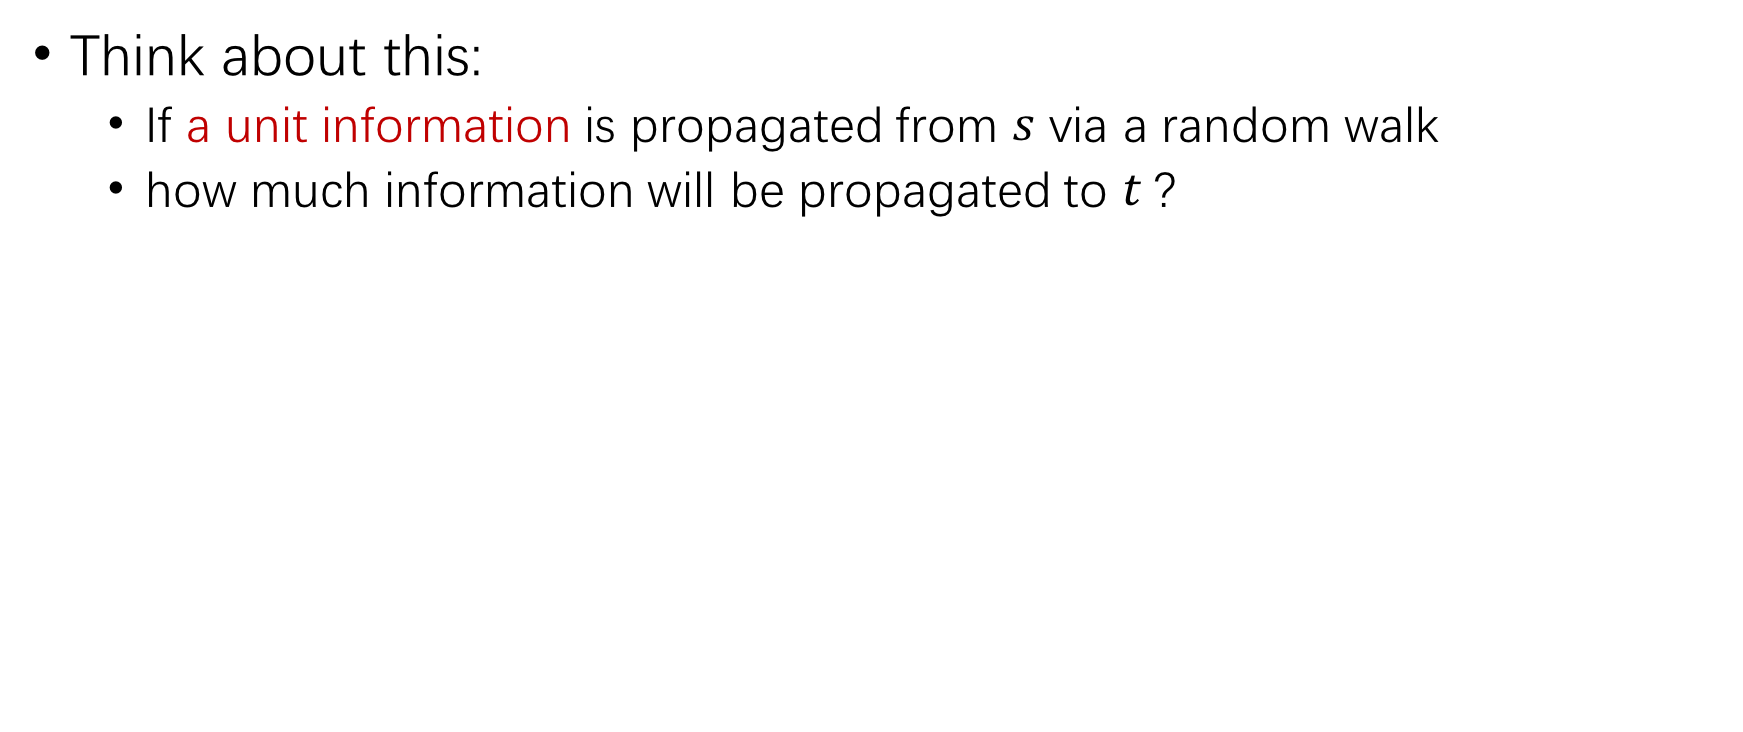 • Think about this:
• If a unit information is propagated from s via a random walk
• how much information will be propagated to t ?